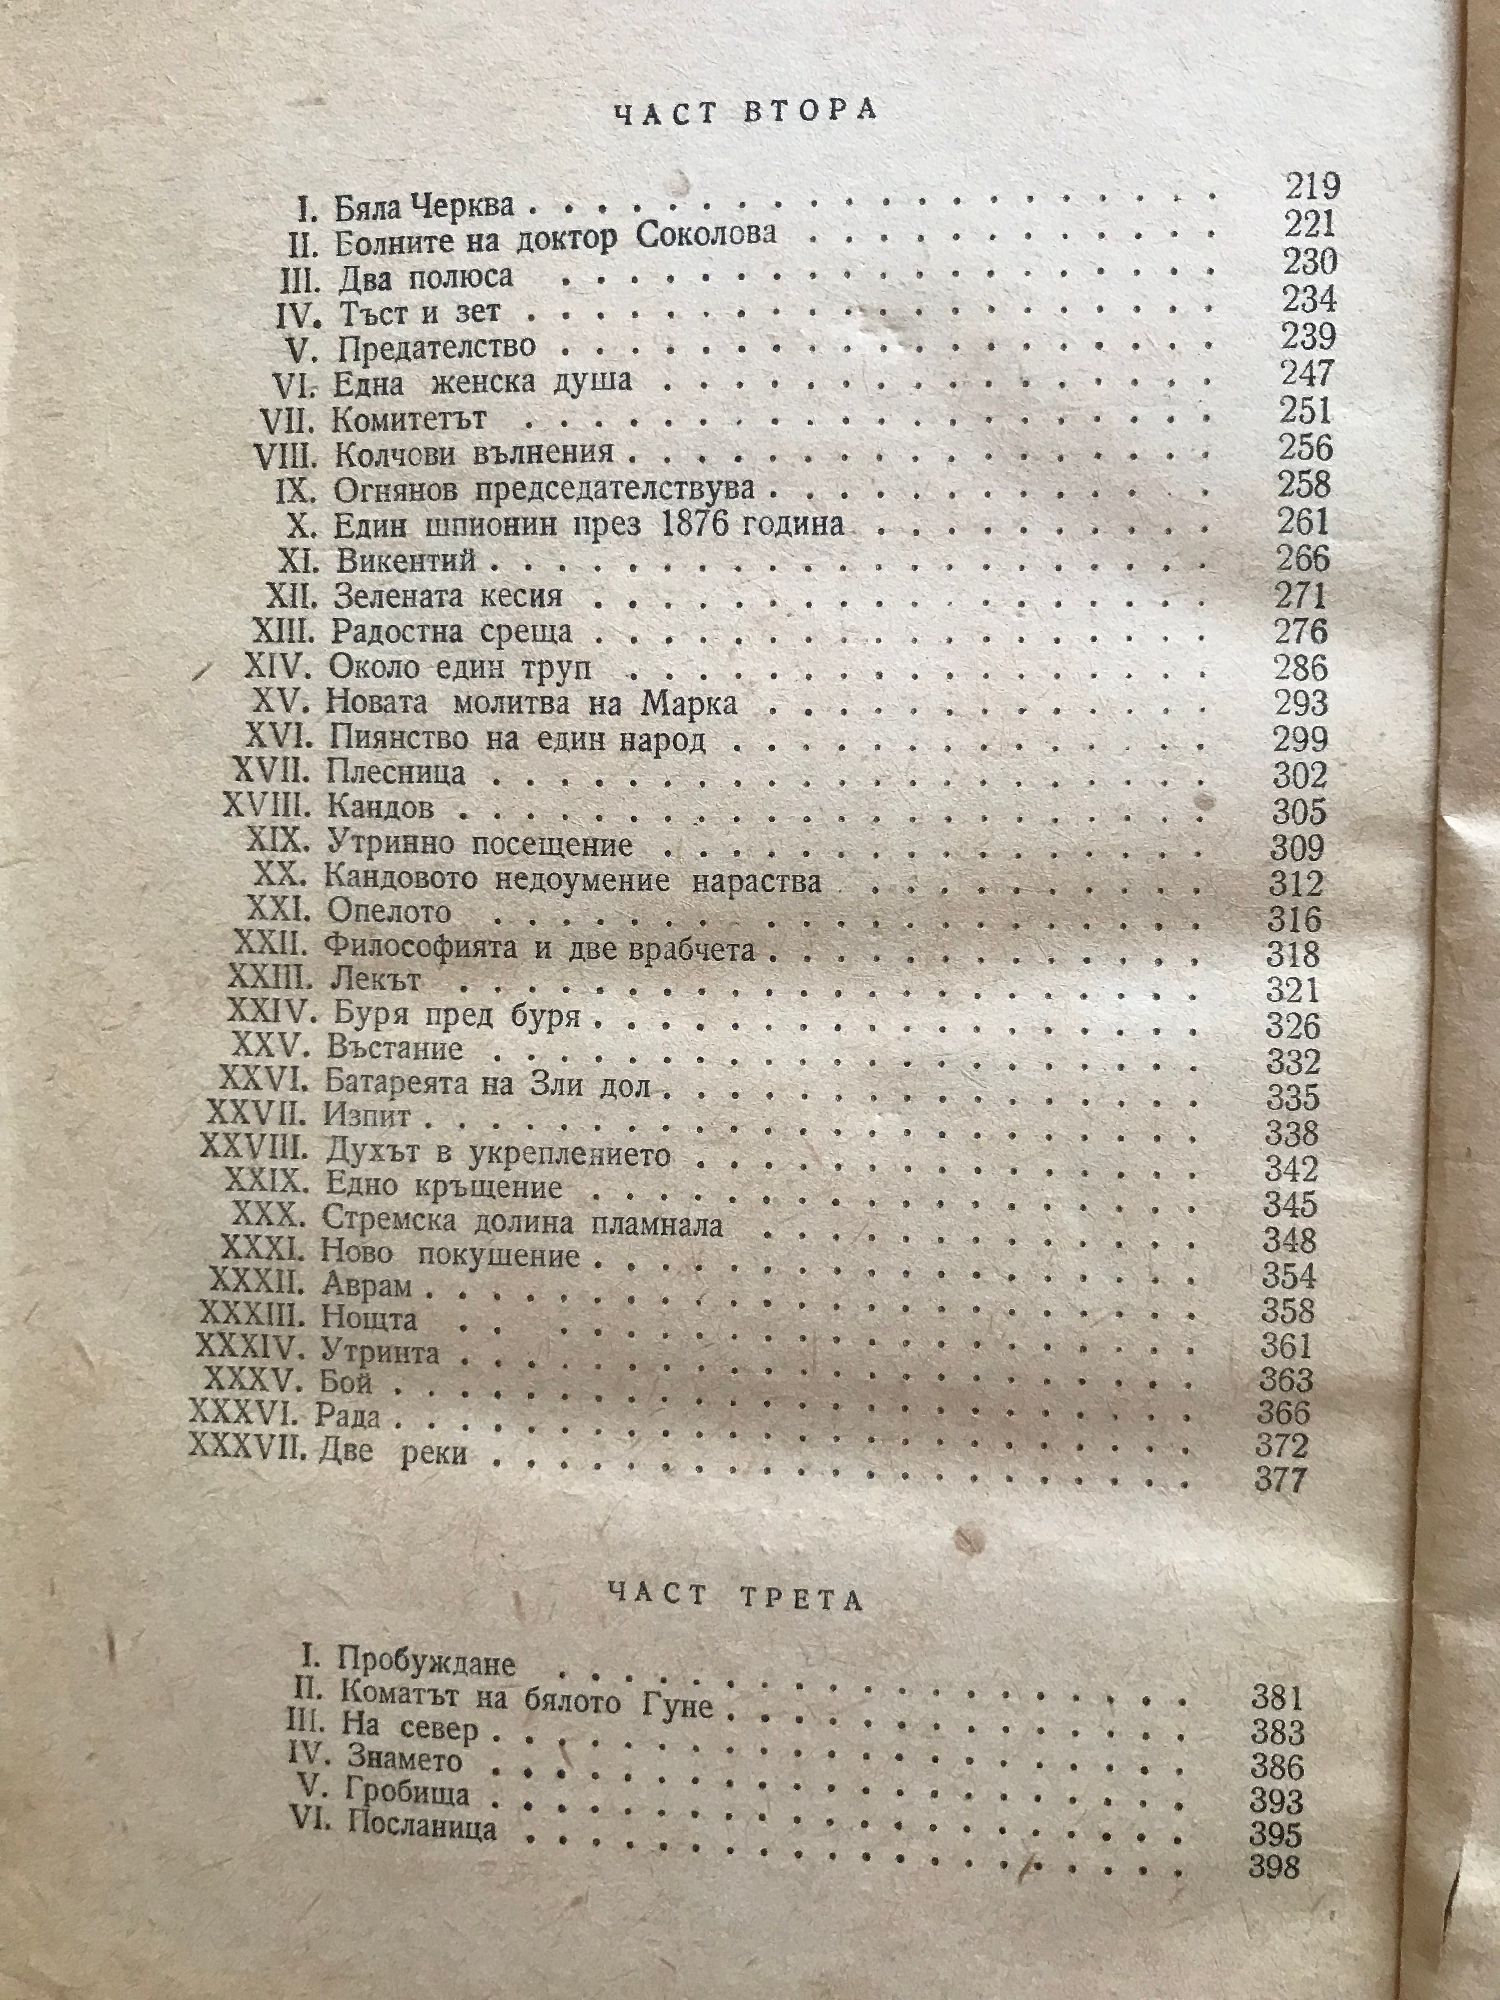 ЧАСТ ВТОРА
I. Бяла Черква . . . . . . . . . . . . . . . . . . . . 219
II. Болните на доктор Соколова . . . . . . . . . . . . 221
III. Два полюса . . . . . . . . . . . . . . . . . . . 230
IV. Тъст и зет . . . . . . . . . . . . . . . . . . . . 234
V. Предателство . . . . . . . . . . . . . . . . . . . 239
VI. Една женска душа . . . . . . . . . . . . . . . . 247
VII. Комитетът . . . . . . . . . . . . . . . . . . . . 251
VIII. Колчови вълнения . . . . . . . . . . . . . . . . . 256
IX. Огнянов председателствува . . . . . . . . . . . . . 258
X. Един шпионин през 1876 година . . . . . . . . . . 261
XI. Викентий . . . . . . . . . . . . . . . . . . . . . 266
XII. Зелената кесия . . . . . . . . . . . . . . . . . . 271
XIII. Радостна среща . . . . . . . . . . . . . . . . . . 276
XIV. Около един труп . . . . . . . . . . . . . . . . . 286
XV. Новата молитва на Марка . . . . . . . . . . . . . 293
XVI. Пиянство на един народ . . . . . . . . . . . . . . 299
XVII. Плесница . . . . . . . . . . . . . . . . . . . . . 302
XVIII. Кандов . . . . . . . . . . . . . . . . . . . . . . 305
XIX. Утринно посещение . . . . . . . . . . . . . . . . 309
XX. Кандовото недоумение нараства . . . . . . . . . . . 312
XXI. Опелото . . . . . . . . . . . . . . . . . . . . . 316
XXII. Философията и две врабчета . . . . . . . . . . . . . 318
XXIII. Лекът . . . . . . . . . . . . . . . . . . . . . . 321
XXIV. Буря пред буря . . . . . . . . . . . . . . . . . . 326
XXV. Въстание . . . . . . . . . . . . . . . . . . . . . 332
XXVI. Батареята на Зли дол . . . . . . . . . . . . . . . . 335
XXVII. Изпит . . . . . . . . . . . . . . . . . . . . . . . 338
XXVIII. Духът в укреплението . . . . . . . . . . . . . . . 342
XXIX. Едно кръщение . . . . . . . . . . . . . . . . . . 345
XXX. Стремска долина пламнала . . . . . . . . . . . . . 348
XXXI. Ново покушение . . . . . . . . . . . . . . . . . . 354
XXXII. Аврам . . . . . . . . . . . . . . . . . . . . . . . 358
XXXIII. Нощта . . . . . . . . . . . . . . . . . . . . . 361
XXXIV. Утринта . . . . . . . . . . . . . . . . . . . . . . 363
XXXV. Бой . . . . . . . . . . . . . . . . . . . . . . . . 366
XXXVI. Рада . . . . . . . . . . . . . . . . . . . . . . . . 372
XXXVII. Две реки . . . . . . . . . . . . . . . . . . . . . 377
ЧАСТ ТРЕТА
I. Пробуждане . . . . . . . . . . . . . . . . . . . 381
II. Коматът на бялото Гуне . . . . . . . . . . . . . . 383
III. На север . . . . . . . . . . . . . . . . . . . . . 386
IV. Знамето . . . . . . . . . . . . . . . . . . . . . 393
V. Гробища . . . . . . . . . . . . . . . . . . . . . 395
VI. Посланица . . . . . . . . . . . . . . . . . . . . 398